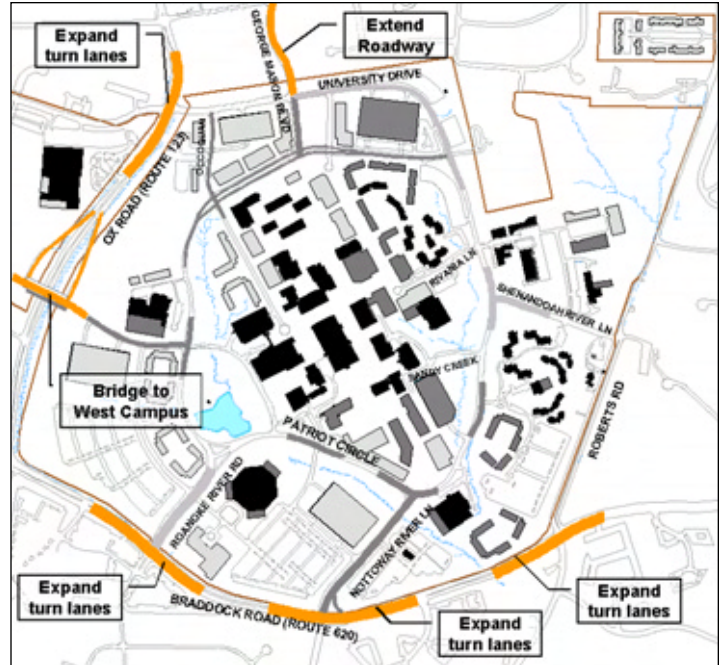 Expand
turn lanes
Extend
Roadway
GEORGE MASON BLVD
UNIVERSITY DRIVE
OCCOQUAN
OX ROAD (ROUTE 123)
RIVANIA LN
SHENANDOAH RIVER LN
Bridge to
West Campus
SANDY CREEK
ROBERTS RD
PATRIOT CIRCLE
ROANOKE RIVER RD
NOTTOWAY RIVER LN
Expand
turn lanes
BRADDOCK ROAD (ROUTE 620)
Expand
turn lanes
Expand
turn lanes